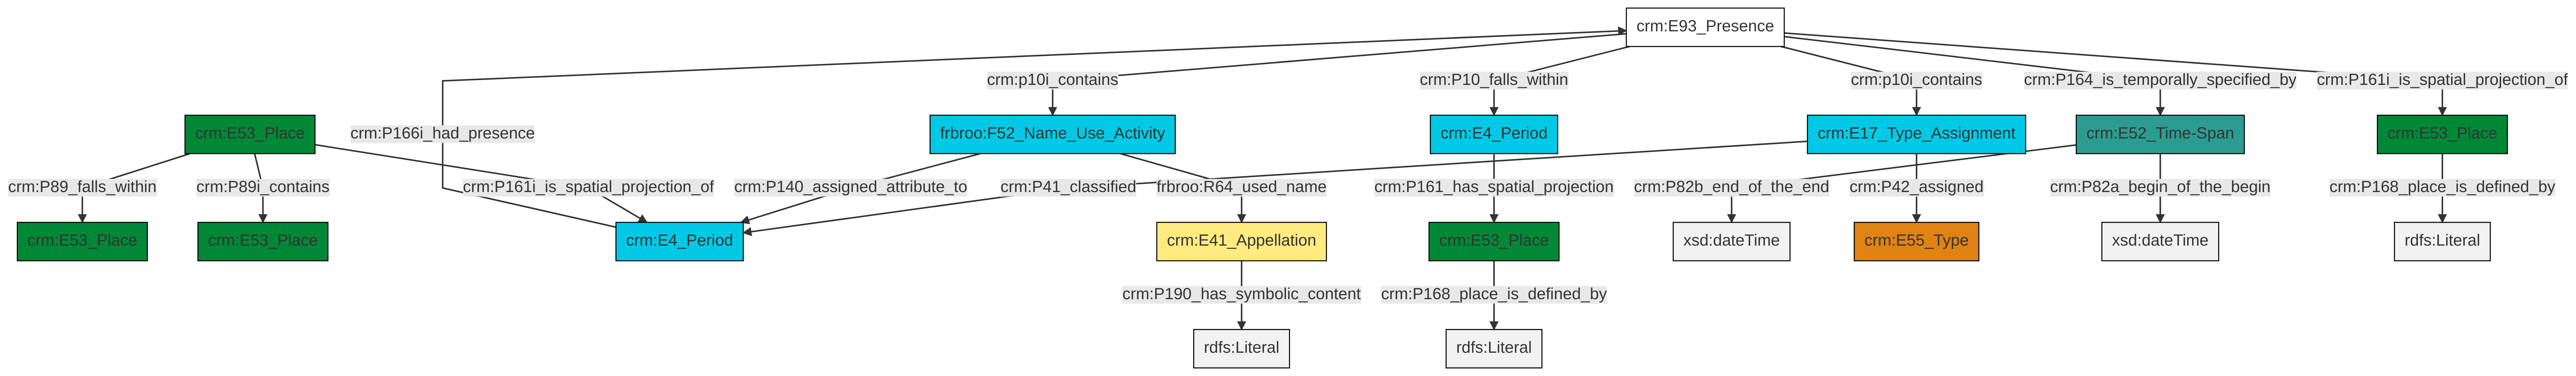 crm:E93_Presence
crm:p10i_contains
crm:P10_falls_within
crm:p10i_contains
crm:P164_is_temporally_specified_by
crm:P161i_is_spatial_projection_of
crm:E53_Place
crm:P166i_had_presence
frbroo:F52_Name_Use_Activity
crm:E4_Period
crm:E17_Type_Assignment
crm:E52_Time-Span
crm:E53_Place
crm:P89_falls_within
crm:P89i_contains
crm:P161i_is_spatial_projection_of
crm:P140_assigned_attribute_to
crm:P41_classified
frbroo:R64_used_name
crm:P161_has_spatial_projection
crm:P82b_end_of_the_end
crm:P42_assigned
crm:P82a_begin_of_the_begin
crm:P168_place_is_defined_by
crm:E53_Place
crm:E53_Place
crm:E4_Period
crm:E41_Appellation
crm:E53_Place
xsd:dateTime
crm:E55_Type
xsd:dateTime
rdfs:Literal
crm:P190_has_symbolic_content
crm:P168_place_is_defined_by
rdfs:Literal
rdfs:Literal